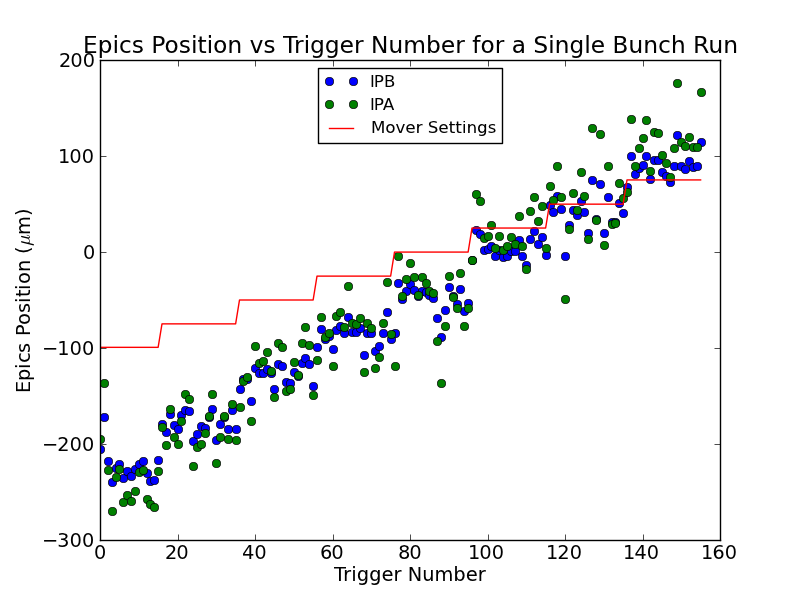 Epics Position vs Trigger Number for a Single Bunch Run
200
100
0
−100
−200
−300
Epics Position (μm)
IPB
IPA
Mover Settings
0 20 40 60 80 100 120 140 160
Trigger Number